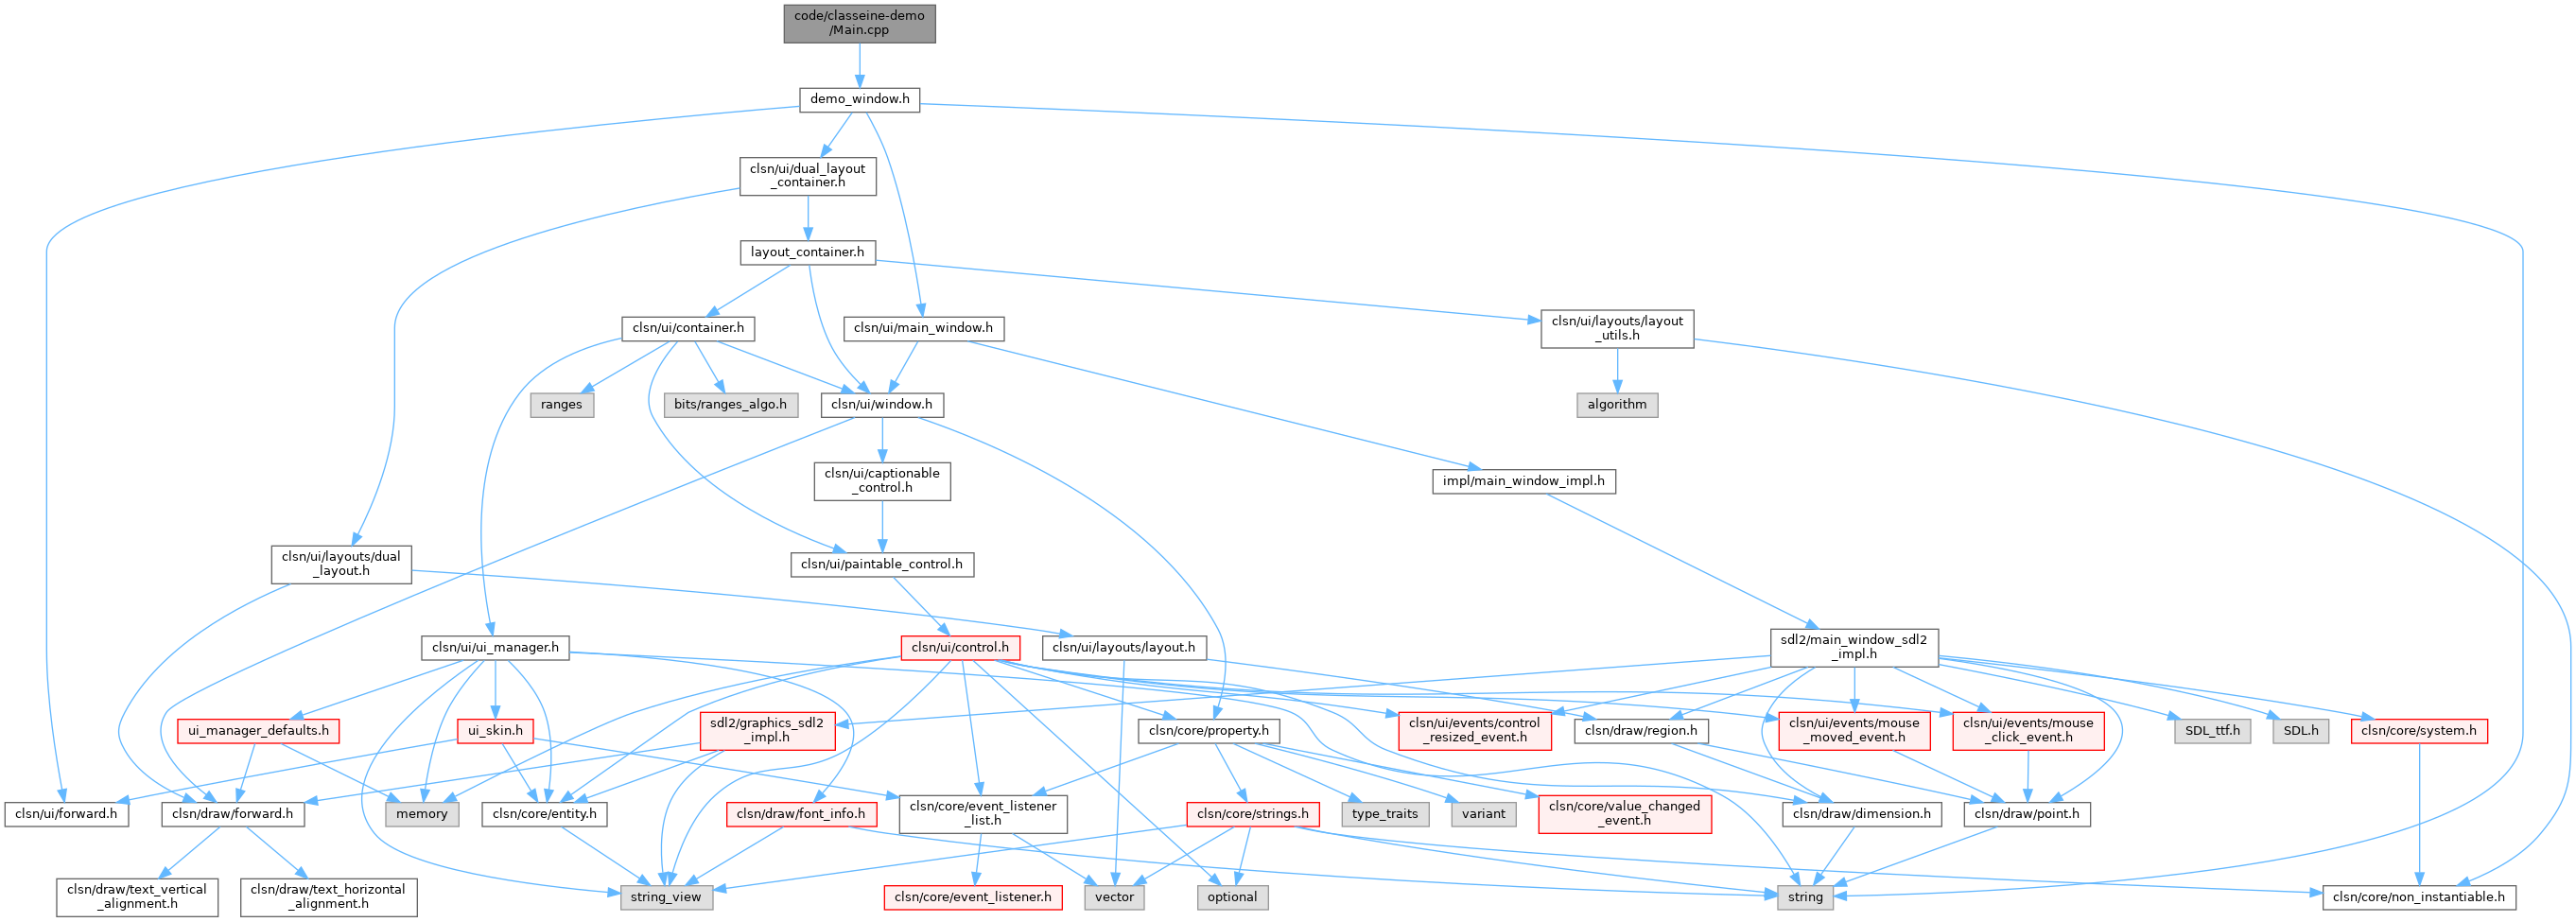 code/classeine-demo
/Main.cpp
demo_window.h
clsn/ui/dual_layout
_container.h
layout_container.h
clsn/ui/container.h
clsn/ui/main_window.h
clsn/ui/layouts/layout
_utils.h
ranges
bits/ranges_algo.h
clsn/ui/window.h
algorithm
clsn/ui/captionable
_control.h
impl/main_window_impl.h
clsn/ui/layouts/dual
_layout.h
clsn/ui/paintable_control.h
clsn/ui/ui_manager.h
clsn/ui/control.h
clsn/ui/layouts/layout.h
sdl2/main_window_sdl2
_impl.h
ui_manager_defaults.h
ui_skin.h
sdl2/graphics_sdl2
_impl.h
clsn/core/property.h
clsn/ui/events/control
_resized_event.h
clsn/draw/region.h
clsn/ui/events/mouse
_moved_event.h
clsn/ui/events/mouse
_click_event.h
SDL_ttf.h
SDL.h
clsn/core/system.h
clsn/ui/forward.h
clsn/draw/forward.h
memory
clsn/core/entity.h
clsn/draw/font_info.h
clsn/core/event_listener
_list.h
clsn/core/strings.h
type_traits
variant
clsn/core/value_changed
_event.h
clsn/draw/dimension.h
clsn/draw/point.h
clsn/draw/text_vertical
_alignment.h
clsn/draw/text_horizontal
_alignment.h
string_view
clsn/core/event_listener.h
vector
optional
string
clsn/core/non_instantiable.h